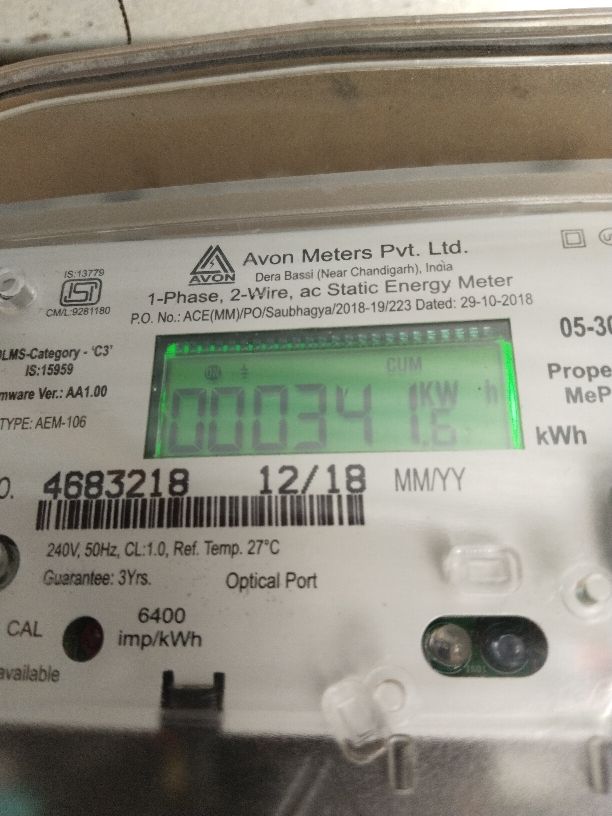 Avon Meters Pvt. Ltd.
AVON
Dera Bassi (Near Chandigarh), India
IS:13779
ISI
CM/L:9281180
1-Phase, 2-Wire, ac Static Energy Meter
P.O. No.: ACE(MM)/PO/Saubhagya/2018-19/223 Dated: 29-10-2018
DLMS-Category - 'C3'
IS:15959
mware Ver.: AA1.00
TYPE: AEM-106
CUM
000341.6 KW h
05-30
Prope
MeP
kWh
O. 4683218 12/18 MM/YY
240V, 50Hz, CL:1.0, Ref. Temp. 27°C
Guarantee: 3Yrs. Optical Port
CAL
6400
imp/kWh
available